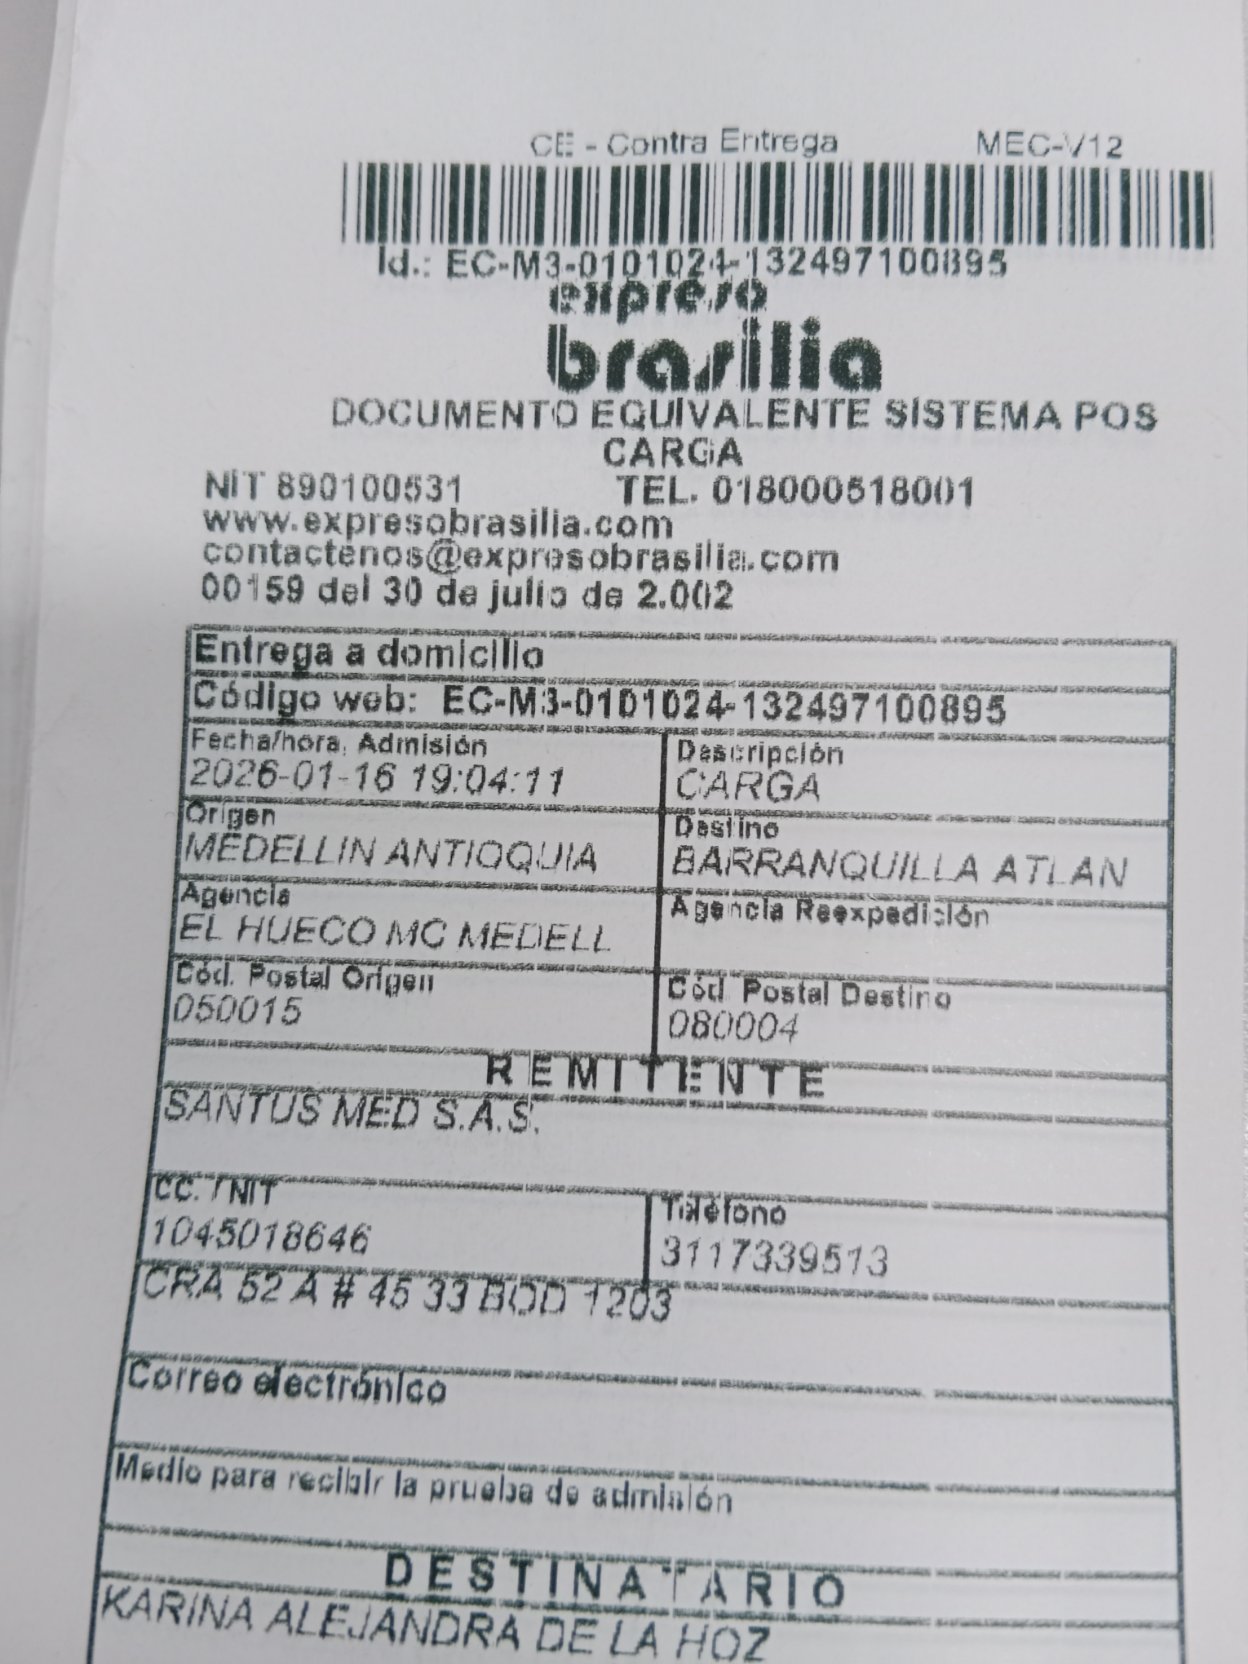 CE - Contra Entrega MEC-V12
Id.: EC-M3-0101024-132497100895
expreso
brasilia
DOCUMENTO EQUIVALENTE SISTEMA POS
CARGA
NIT 890100531 TEL. 018000518001
www.expresobrasilia.com
contactenos@expresobrasilia.com
00159 del 30 de julio de 2.002
Entrega a domicilio
Código web: EC-M3-0101024-132497100895
Fecha/hora, Admisión Descripción
2026-01-16 19:04:11 CARGA
Origen Destino
MEDELLIN ANTIOQUIA BARRANQUILLA ATLAN
Agencia Agencia Reexpedición
EL HUECO MC MEDELL
Cód. Postal Origen Cód. Postal Destino
050015 080004
REMITENTE
SANTUS MED S.A.S.
CC. / NIT Teléfono
1045018646 3117339513
CRA 52 A # 45 33 BOD 1203
Correo electrónico
Medio para recibir la prueba de admisión
DESTINATARIO
KARINA ALEJANDRA DE LA HOZ